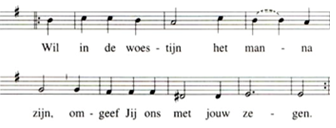 Wil in de woes - tijn het man - na
zijn, om - geef Jij ons met jouw ze - gen.